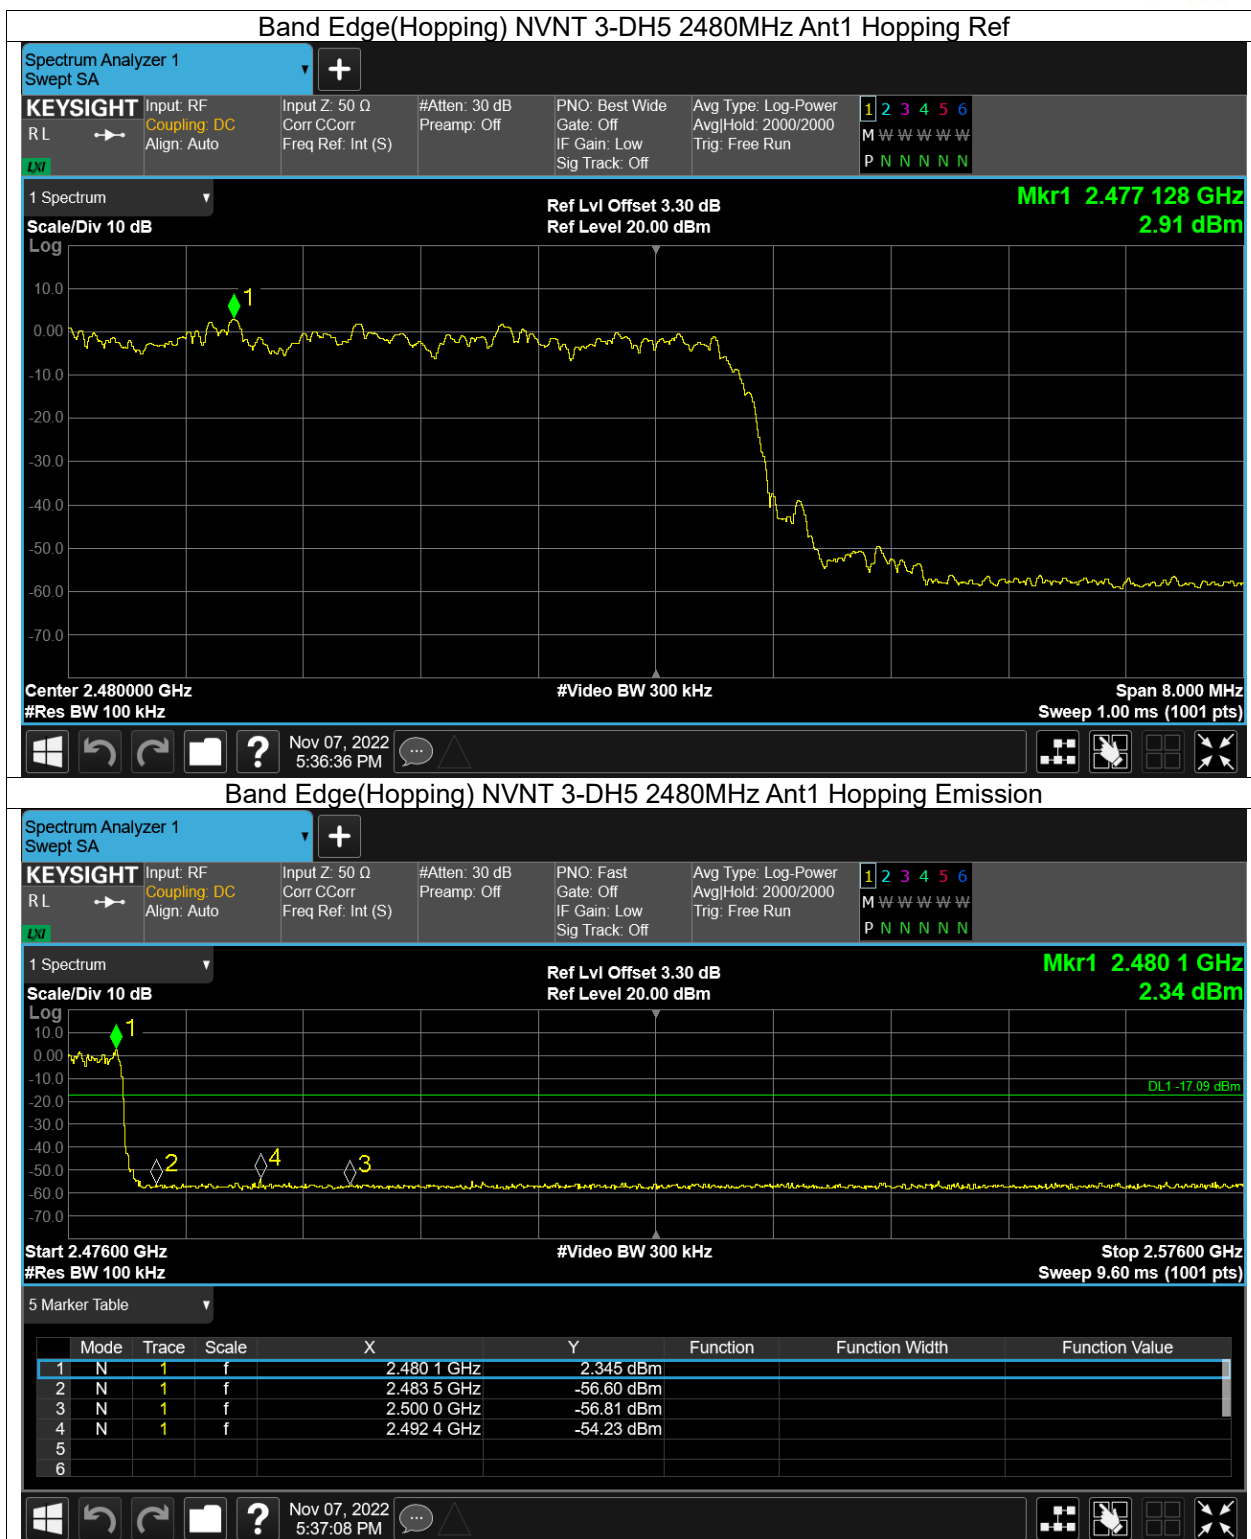 Band Edge(Hopping) NVNT 3-DH5 2480MHz Ant1 Hopping Ref
Spectrum Analyzer 1
Swept SA
KEYSIGHT Input: RF Input Z: 50 Ω #Atten: 30 dB PNO: Best Wide Avg Type: Log-Power 1 2 3 4 5 6
R L Coupling: DC Corr CCorr Preamp: Off Gate: Off Avg|Hold: 2000/2000 M W W W W W
Align: Auto Freq Ref: Int (S) IF Gain: Low Trig: Free Run
LXI Sig Track: Off P N N N N N
1 Spectrum Ref Lvl Offset 3.30 dB Mkr1 2.477 128 GHz
Scale/Div 10 dB Ref Level 20.00 dBm 2.91 dBm
Log
1
10.0
0.00
-10.0
-20.0
-30.0
-40.0
-50.0
-60.0
-70.0
Center 2.480000 GHz #Video BW 300 kHz Span 8.000 MHz
#Res BW 100 kHz Sweep 1.00 ms (1001 pts)
Nov 07, 2022
5:36:36 PM
Band Edge(Hopping) NVNT 3-DH5 2480MHz Ant1 Hopping Emission
Spectrum Analyzer 1
Swept SA
KEYSIGHT Input: RF Input Z: 50 Ω #Atten: 30 dB PNO: Fast Avg Type: Log-Power 1 2 3 4 5 6
R L Coupling: DC Corr CCorr Preamp: Off Gate: Off Avg|Hold: 2000/2000 M W W W W W
Align: Auto Freq Ref: Int (S) IF Gain: Low Trig: Free Run
LXI Sig Track: Off P N N N N N
1 Spectrum Ref Lvl Offset 3.30 dB Mkr1 2.480 1 GHz
Scale/Div 10 dB Ref Level 20.00 dBm 2.34 dBm
Log
10.0 1
0.00
-10.0 DL1 -17.09 dBm
-20.0
-30.0
-40.0
-50.0 2 4 3
-60.0
-70.0
Start 2.47600 GHz #Video BW 300 kHz Stop 2.57600 GHz
#Res BW 100 kHz Sweep 9.60 ms (1001 pts)
5 Marker Table
Mode Trace Scale X Y Function Function Width Function Value
1 N 1 f 2.480 1 GHz 2.345 dBm
2 N 1 f 2.483 5 GHz -56.60 dBm
3 N 1 f 2.500 0 GHz -56.81 dBm
4 N 1 f 2.492 4 GHz -54.23 dBm
5
6
Nov 07, 2022
5:37:08 PM